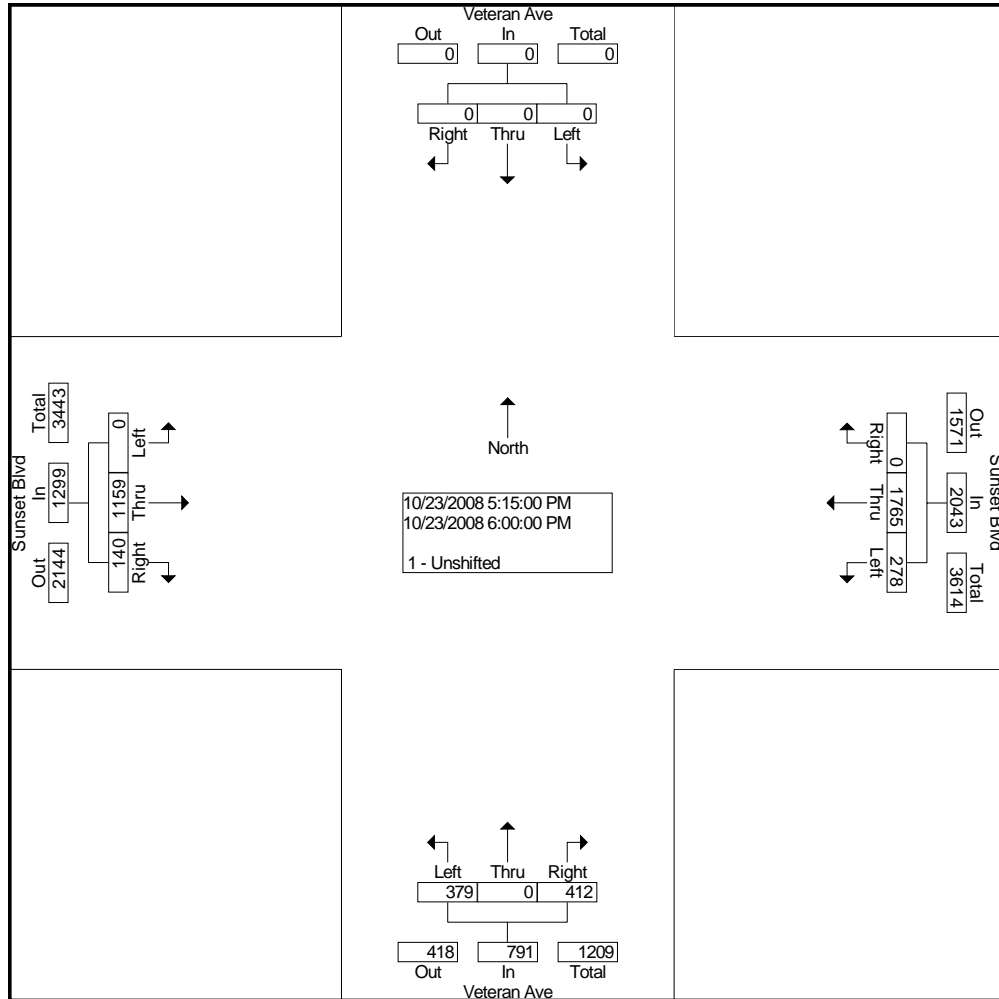 Veteran Ave
Out In Total
0 0 0
0 0 0
Right Thru Left
Sunset Blvd
Total In Out
3443 1299 2144
0 1159 140
Left Thru Right
North
10/23/2008 5:15:00 PM
10/23/2008 6:00:00 PM
1 - Unshifted
Right Thru Left
0 1765 278
1571 2043 3614
Out In Total
Sunset Blvd
Left Thru Right
379 0 412
418 791 1209
Out In Total
Veteran Ave